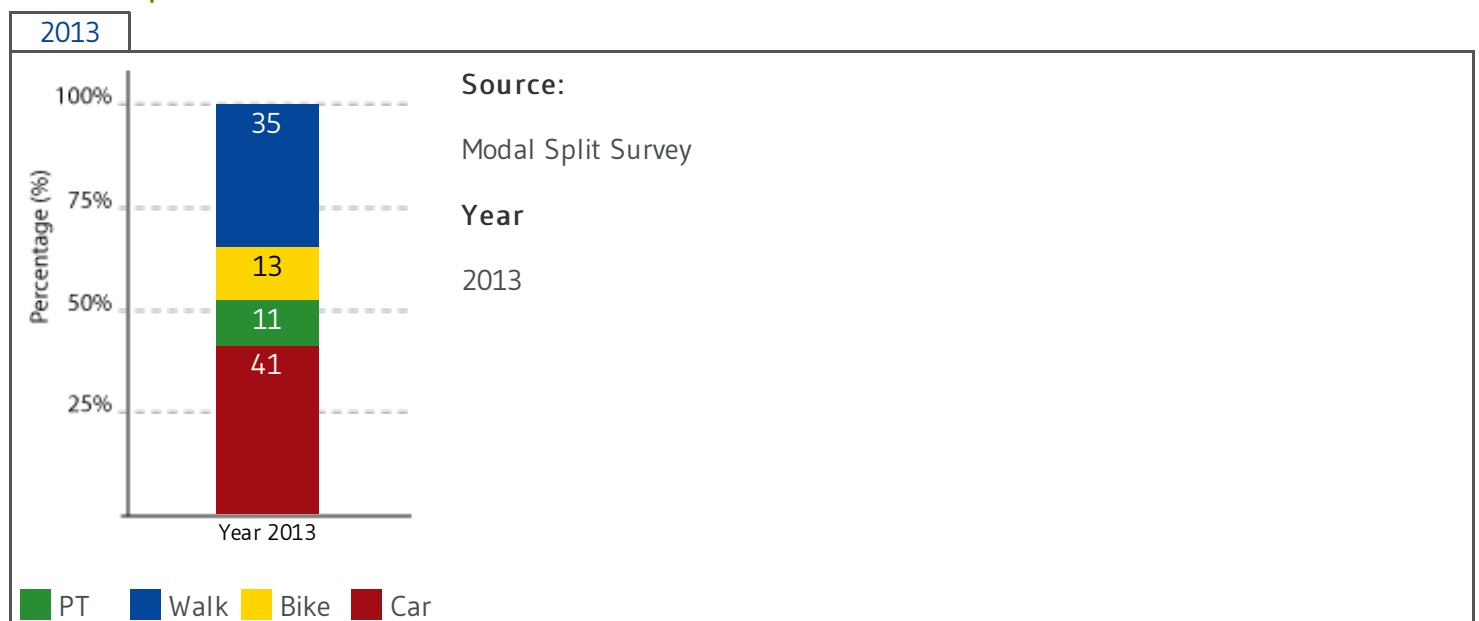 2013
100%
75%
50%
25%
Percentage (%)
35
13
11
41
Year 2013
PT
Walk
Bike
Car
Source:
Modal Split Survey
Year
2013